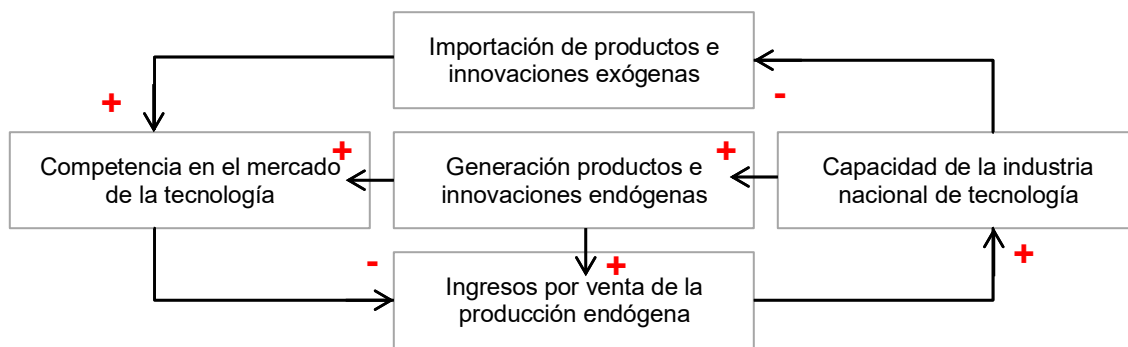 Importación de productos e
innovaciones exógenas
+
-
Competencia en el mercado
de la tecnología
+
Generación productos e
innovaciones endógenas
+
Capacidad de la industria
nacional de tecnología
-
+
+
Ingresos por venta de la
producción endógena